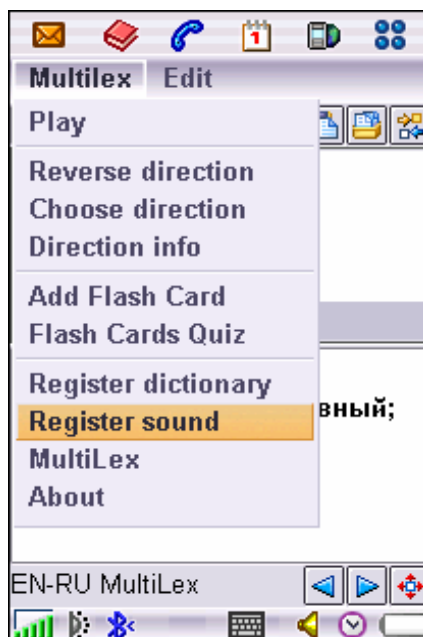 1
Multilex Edit
Play
Reverse direction
Choose direction
Direction info
Add Flash Card
Flash Cards Quiz
Register dictionary
вный;
Register sound
MultiLex
About
EN-RU MultiLex